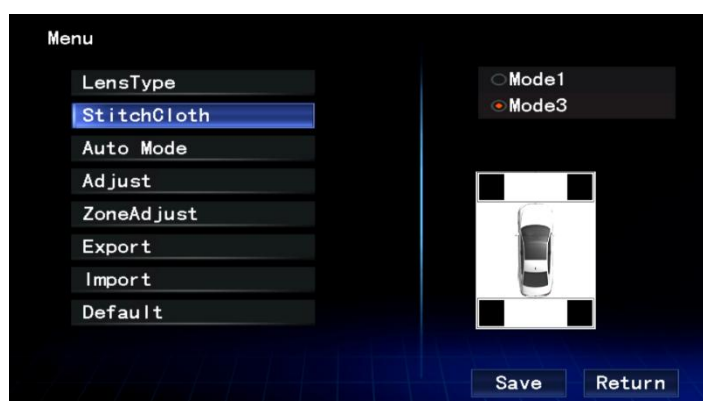 Menu
LensType
StitchCloth
Auto Mode
Adjust
ZoneAdjust
Export
Import
Default
Mode1
Mode3
Save
Return